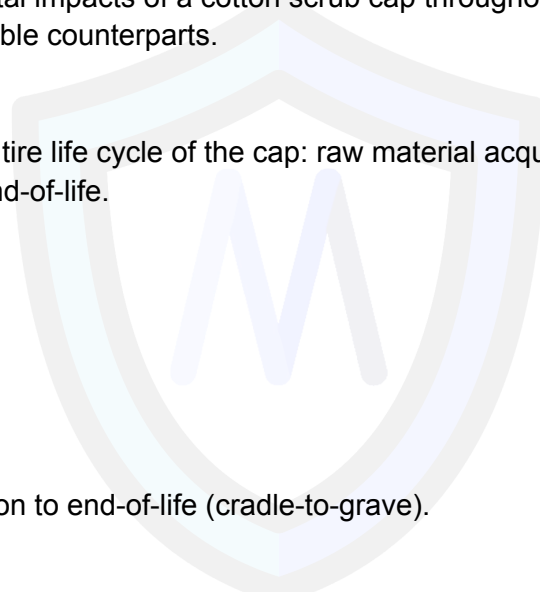 tal impacts of a cotton scrub cap throughou
ble counterparts.
tire life cycle of the cap: raw material acqu
nd-of-life.
on to end-of-life (cradle-to-grave).